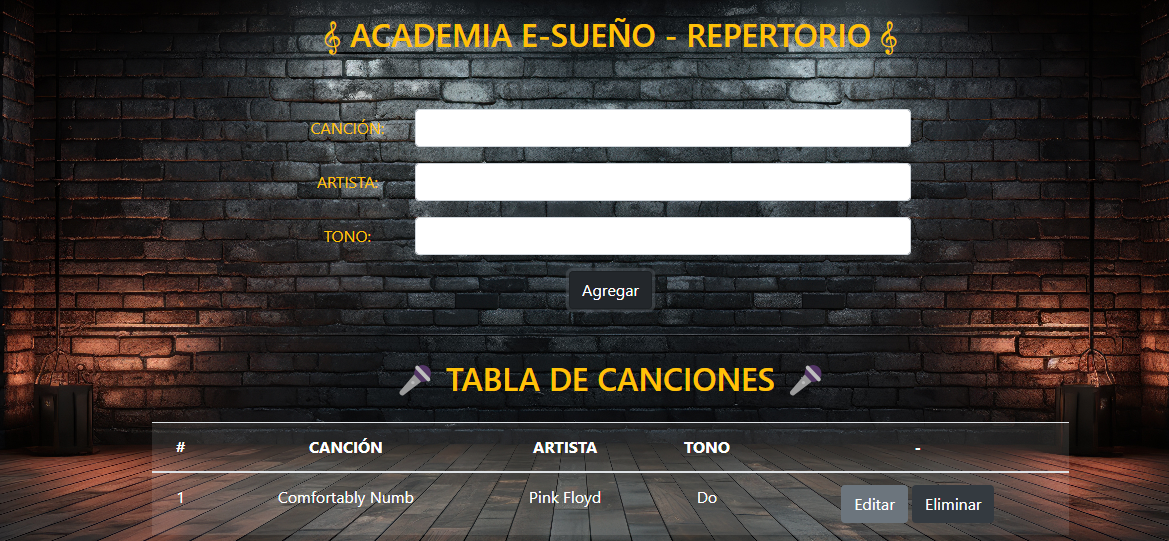 ACADEMIA E-SUEÑO - REPERTORIO
CANCIÓN:
ARTISTA:
TONO:
Agregar
TABLA DE CANCIONES
# CANCIÓN ARTISTA TONO -
1 Comfortably Numb Pink Floyd Do Editar Eliminar